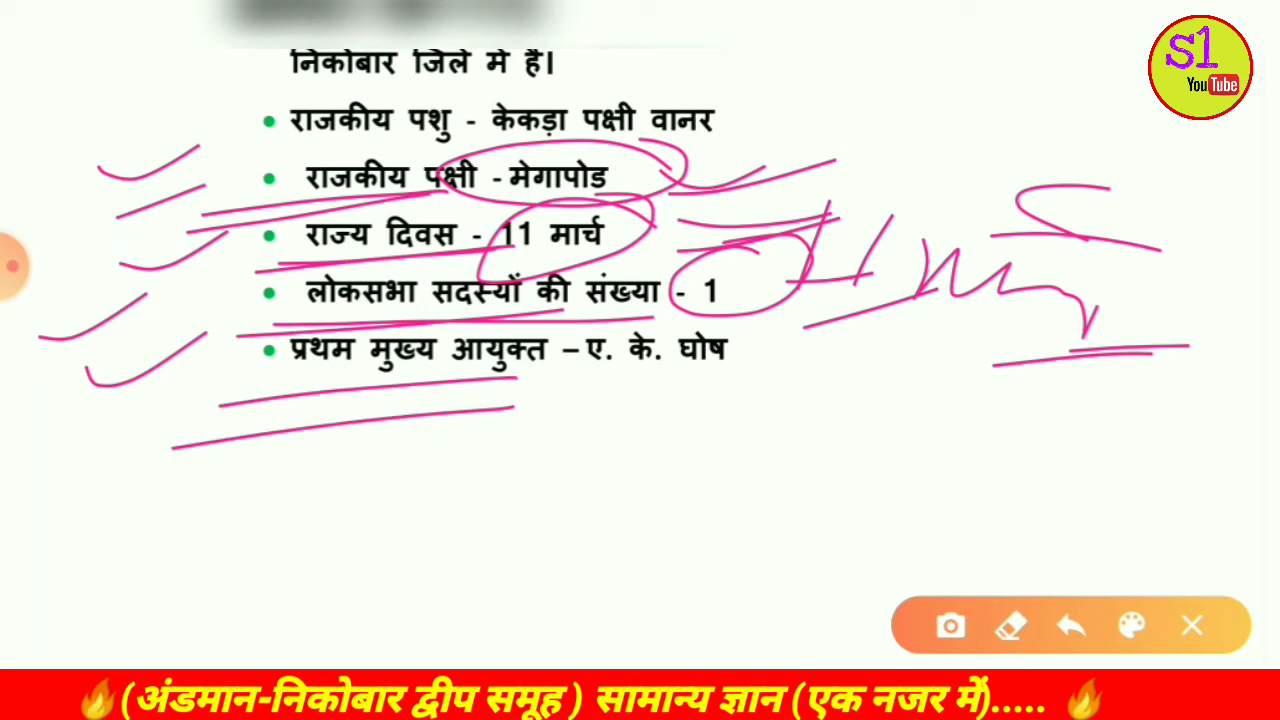 निकोबार जिले में हैं।
S1
YouTube
• राजकीय पशु - केकड़ा पक्षी वानर
• राजकीय पक्षी - मेगापोड
• राज्य दिवस - 11 मार्च
• लोकसभा सदस्यों की संख्या - 1
• प्रथम मुख्य आयुक्त – ए. के. घोष
🔥(अंडमान-निकोबार द्वीप समूह ) सामान्य ज्ञान (एक नजर में)..... 🔥